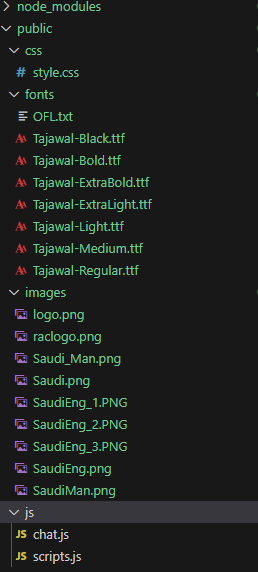 node_modules
public
css
# style.css
fonts
OFL.txt
Tajawal-Black.ttf
Tajawal-Bold.ttf
Tajawal-ExtraBold.ttf
Tajawal-ExtraLight.ttf
Tajawal-Light.ttf
Tajawal-Medium.ttf
Tajawal-Regular.ttf
images
logo.png
raclogo.png
Saudi_Man.png
Saudi.png
SaudiEng_1.PNG
SaudiEng_2.PNG
SaudiEng_3.PNG
SaudiEng.png
SaudiMan.png
js
JS chat.js
JS scripts.js